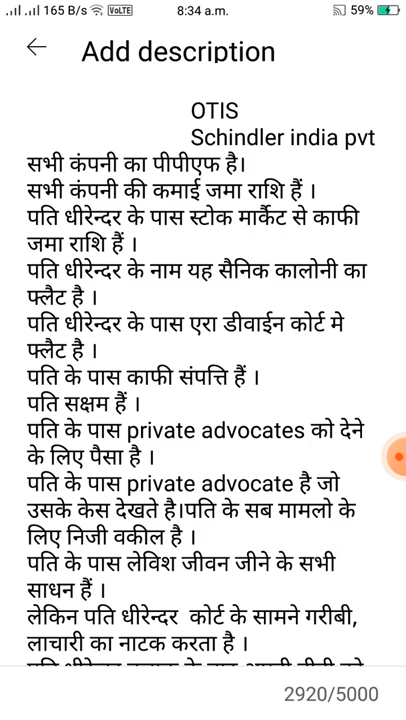 165 B/s VoLTE 8:34 a.m. 59%
Add description
OTIS
Schindler india pvt
सभी कंपनी का पीपीएफ है।
सभी कंपनी की कमाई जमा राशि हैं ।
पति धीरेन्दर के पास स्टोक मार्कैट से काफी
जमा राशि हैं ।
पति धीरेन्दर के नाम यह सैनिक कालोनी का
फ्लैट है ।
पति धीरेन्दर के पास एरा डीवाईन कोर्ट मे
फ्लैट है ।
पति के पास काफी संपत्ति हैं ।
पति सक्षम हैं ।
पति के पास private advocates को देने
के लिए पैसा है ।
पति के पास private advocate है जो
उसके केस देखते है।पति के सब मामलो के
लिए निजी वकील है ।
पति के पास लेविश जीवन जीने के सभी
साधन हैं ।
लेकिन पति धीरेन्दर कोर्ट के सामने गरीबी,
लाचारी का नाटक करता है ।
2920/5000